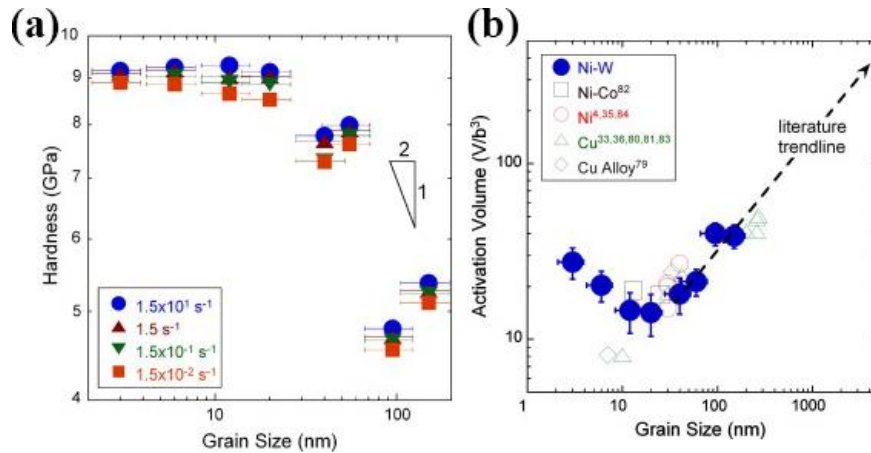 (a)
10
9
8
7
6
5
4
Hardness (GPa)
2
1
1.5x10¹ s⁻¹
1.5 s⁻¹
1.5x10⁻¹ s⁻¹
1.5x10⁻² s⁻¹
10
100
Grain Size (nm)
(b)
Activation Volume (V/b³)
100
10
Ni-W
Ni-Co⁸²
Ni⁴,³⁵,⁸⁴
Cu³³,³⁶,⁸⁰,⁸¹,⁸³
Cu Alloy⁷⁹
literature
trendline
1
10
100
1000
Grain Size (nm)